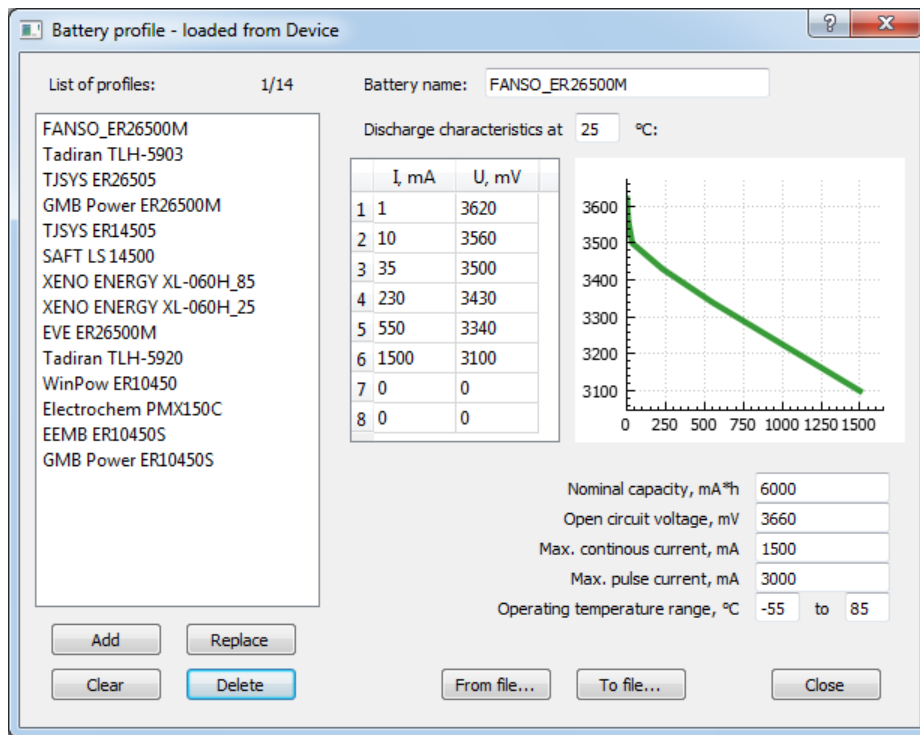 Battery profile - loaded from Device
List of profiles: 1/14
FANSO_ER26500M
Tadiran TLH-5903
TJSYS ER26505
GMB Power ER26500M
TJSYS ER14505
SAFT LS 14500
XENO ENERGY XL-060H_85
XENO ENERGY XL-060H_25
EVE ER26500M
Tadiran TLH-5920
WinPow ER10450
Electrochem PMX150C
EEMB ER10450S
GMB Power ER10450S
Add Replace
Clear Delete
Battery name: FANSO_ER26500M
Discharge characteristics at 25 ºC:
I, mA U, mV
1 1 3620
2 10 3560
3 35 3500
4 230 3430
5 550 3340
6 1500 3100
7 0 0
8 0 0
3600
3500
3400
3300
3200
3100
0 250 500 750 1000 1250 1500
Nominal capacity, mA*h 6000
Open circuit voltage, mV 3660
Max. continous current, mA 1500
Max. pulse current, mA 3000
Operating temperature range, ºC -55 to 85
From file... To file... Close